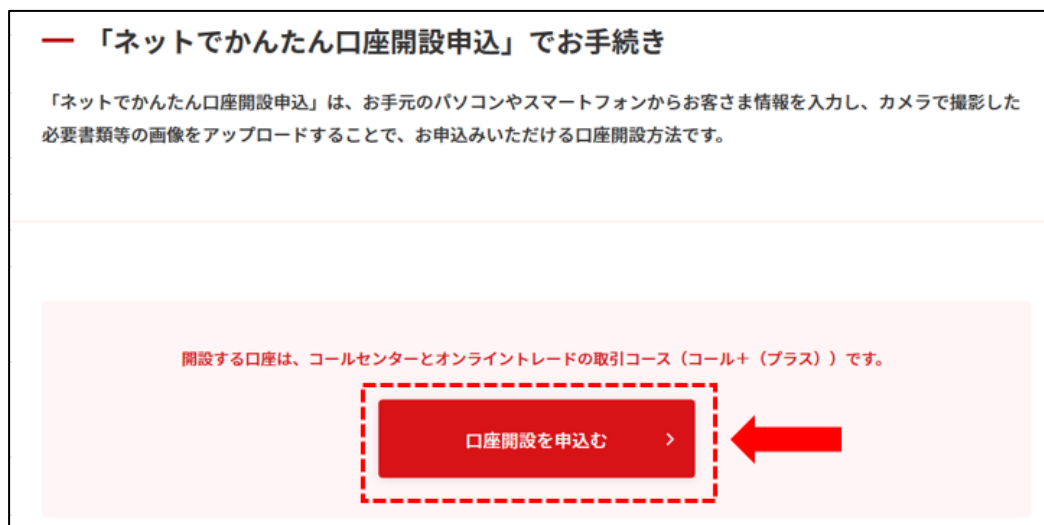 「ネットでかんたん口座開設申込」でお手続き
「ネットでかんたん口座開設申込」は、お手元のパソコンやスマートフォンからお客さま情報を入力し、カメラで撮影した
必要書類等の画像をアップロードすることで、お申込みいただける口座開設方法です。
開設する口座は、コールセンターとオンライントレードの取引コース（コール＋（プラス））です。
口座開設を申込む